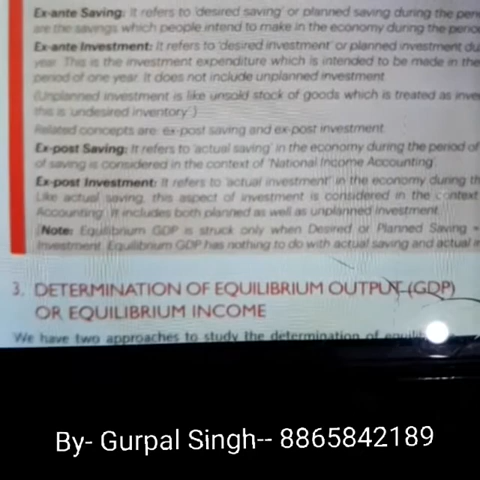 Ex-ante Saving: It refers to 'desired saving' or planned saving during the peri
are the savings which people intend to make in the economy during the perio
Ex-ante Investment: It refers to 'desired investment' or planned investment du
year. This is the investment expenditure which is intended to be made in the
period of one year. It does not include unplanned investment.
(Unplanned investment is like unsold stock of goods which is treated as inve
this is 'undesired inventory'.)
Related concepts are: ex-post saving and ex-post investment.
Ex-post Saving: It refers to 'actual saving' in the economy during the period of
of saving is considered in the context of 'National Income Accounting'.
Ex-post Investment: It refers to 'actual investment' in the economy during th
Like actual saving, this aspect of investment is considered in the context
Accounting'. It includes both planned as well as unplanned investment.
[Note: Equilibrium GDP is struck only when Desired or Planned Saving =
Investment. Equilibrium GDP has nothing to do with actual saving and actual in
3. DETERMINATION OF EQUILIBRIUM OUTPUT (GDP)
OR EQUILIBRIUM INCOME
We have two approaches to study the determination of equilib
By- Gurpal Singh-- 8865842189